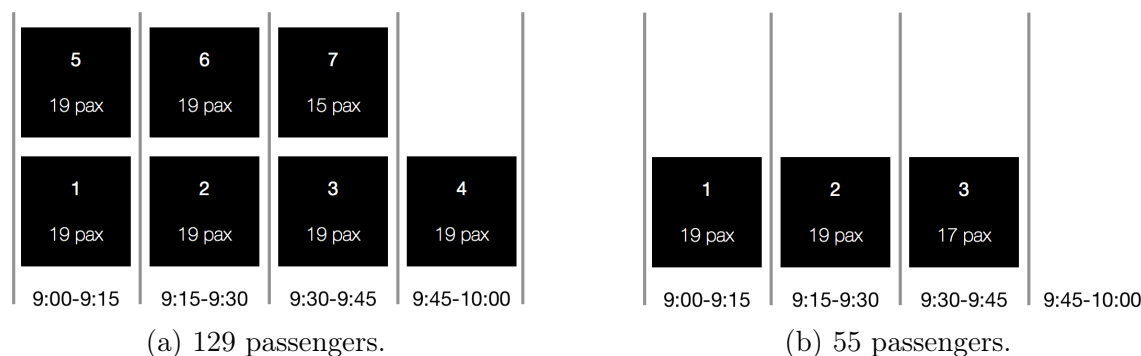 5 6 7
19 pax 19 pax 15 pax
1 2 3 4
19 pax 19 pax 19 pax 19 pax
9:00-9:15 9:15-9:30 9:30-9:45 9:45-10:00
(a) 129 passengers.
1 2 3
19 pax 19 pax 17 pax
9:00-9:15 9:15-9:30 9:30-9:45 9:45-10:00
(b) 55 passengers.